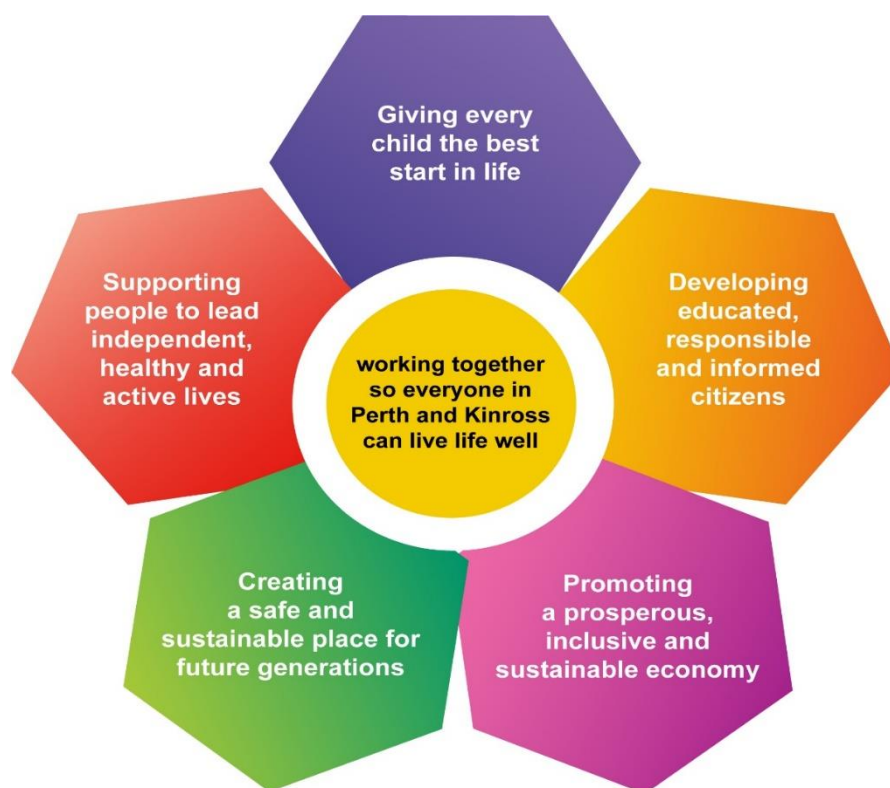 Giving every
child the best
start in life
Developing
educated,
responsible
and informed
citizens
Promoting
a prosperous,
inclusive and
sustainable economy
Creating
a safe and
sustainable place for
future generations
Supporting
people to lead
independent,
healthy and
active lives
working together
so everyone in
Perth and Kinross
can live life well